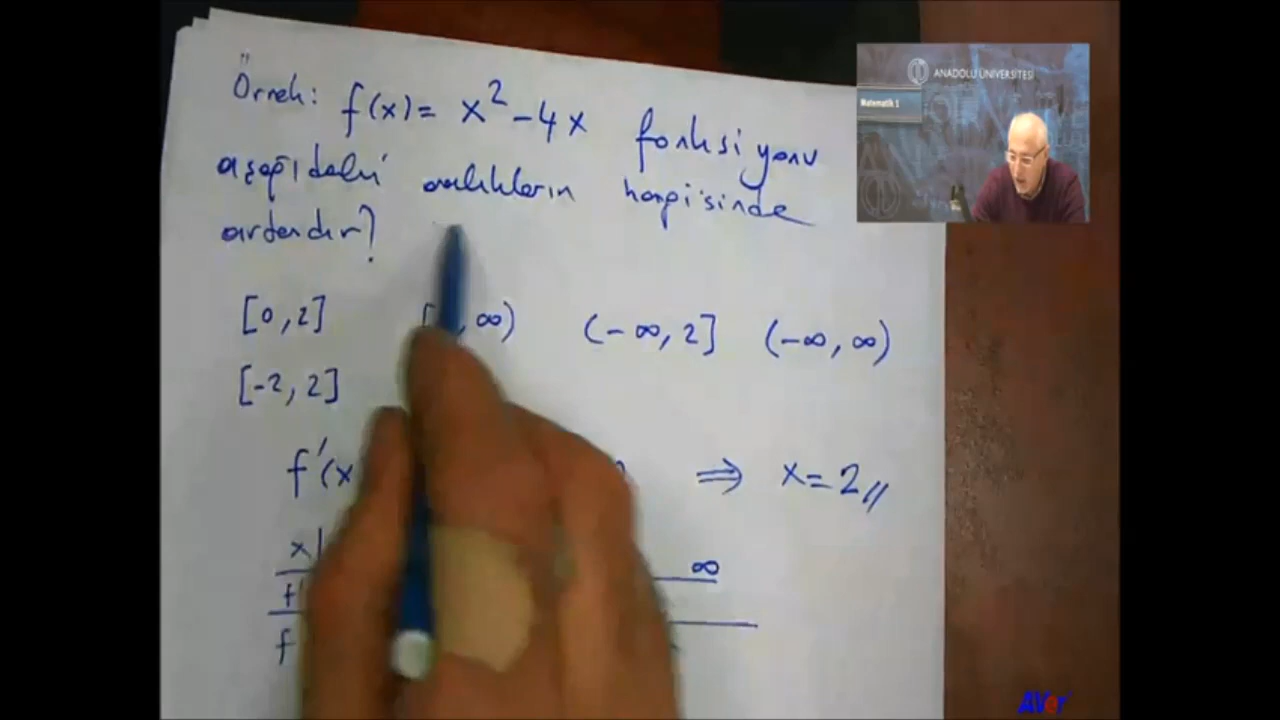 Örnek: f(x) = x² - 4x fonksiyonu
aşağıdaki aralıkların hangisinde
artandır?
[0, 2] [ , ∞) (-∞, 2] (-∞, ∞)
[-2, 2]
f'(x ⇒ x = 2 //
x ∞
f'
f
ANADOLU ÜNİVERSİTESİ
Matematik 1
AVer